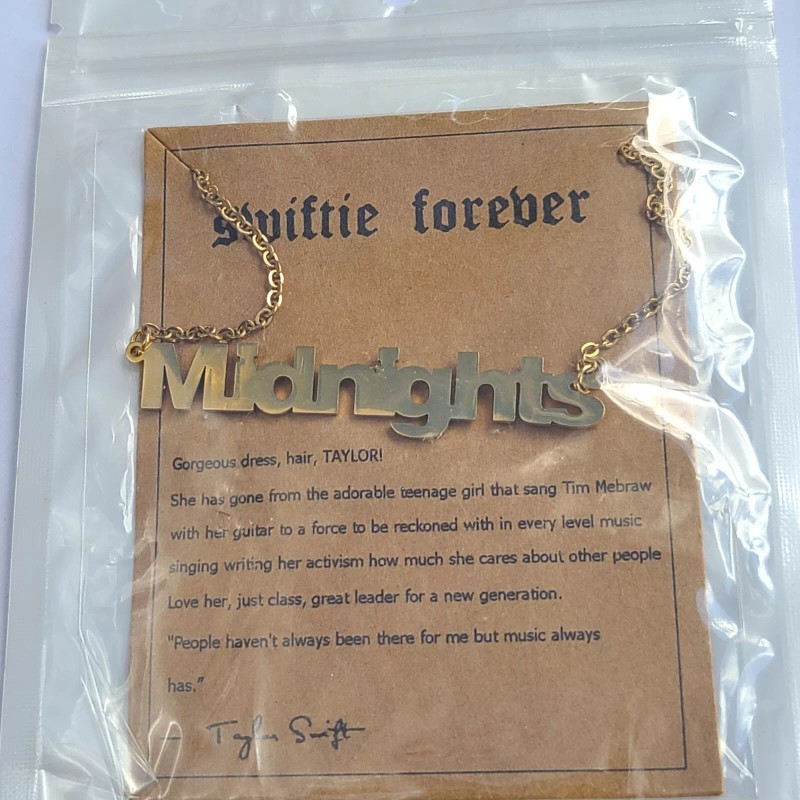 swiftie forever
Midnights
Gorgeous dress, hair, TAYLOR!
She has gone from the adorable teenage girl that sang Tim Mebraw
with her guitar to a force to be reckoned with in every level music
singing writing her activism how much she cares about other people
Love her, just class, great leader for a new generation.
"People haven't always been there for me but music always
has."
— Taylor Swift